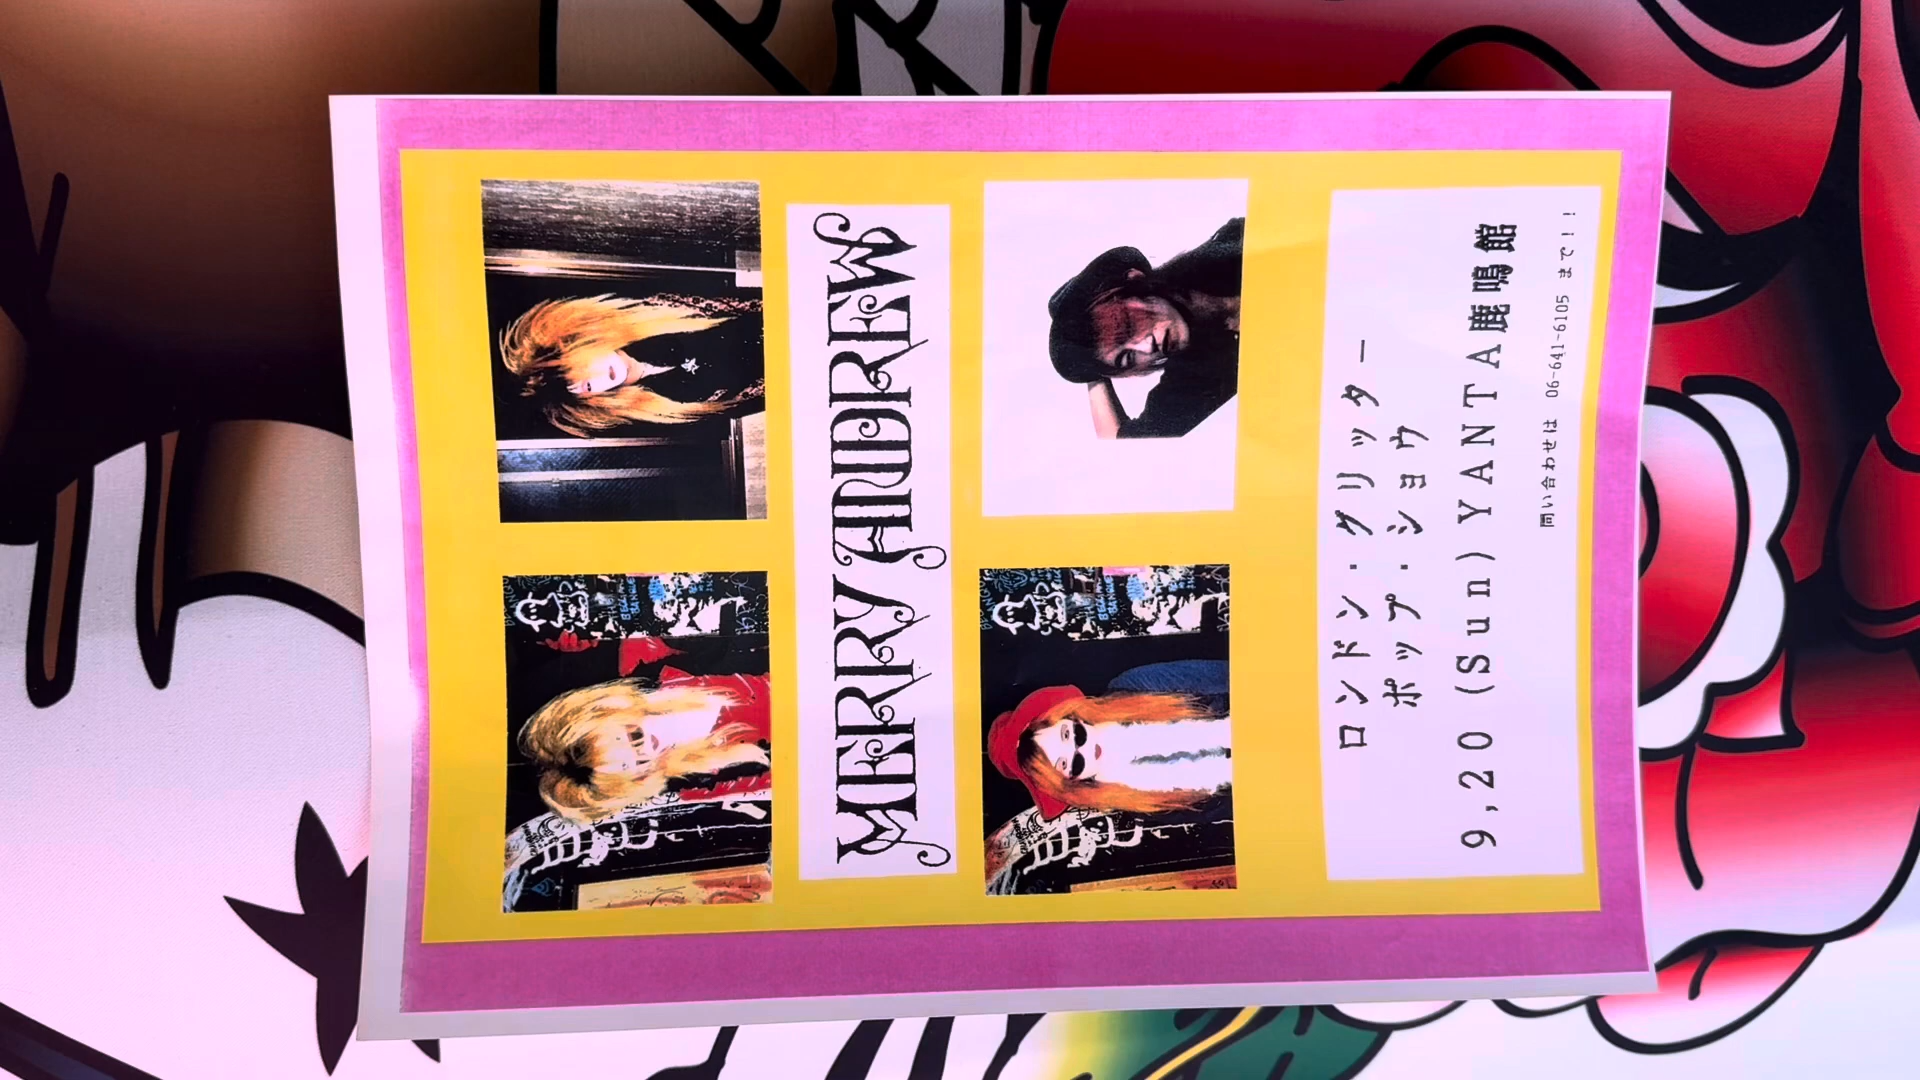 MERRY ANDREW
ロンドン・グリッター
ポップ・ショウ
9,20 (Sun) YANTA鹿鳴館
問い合わせは 06-641-6105 まで!!